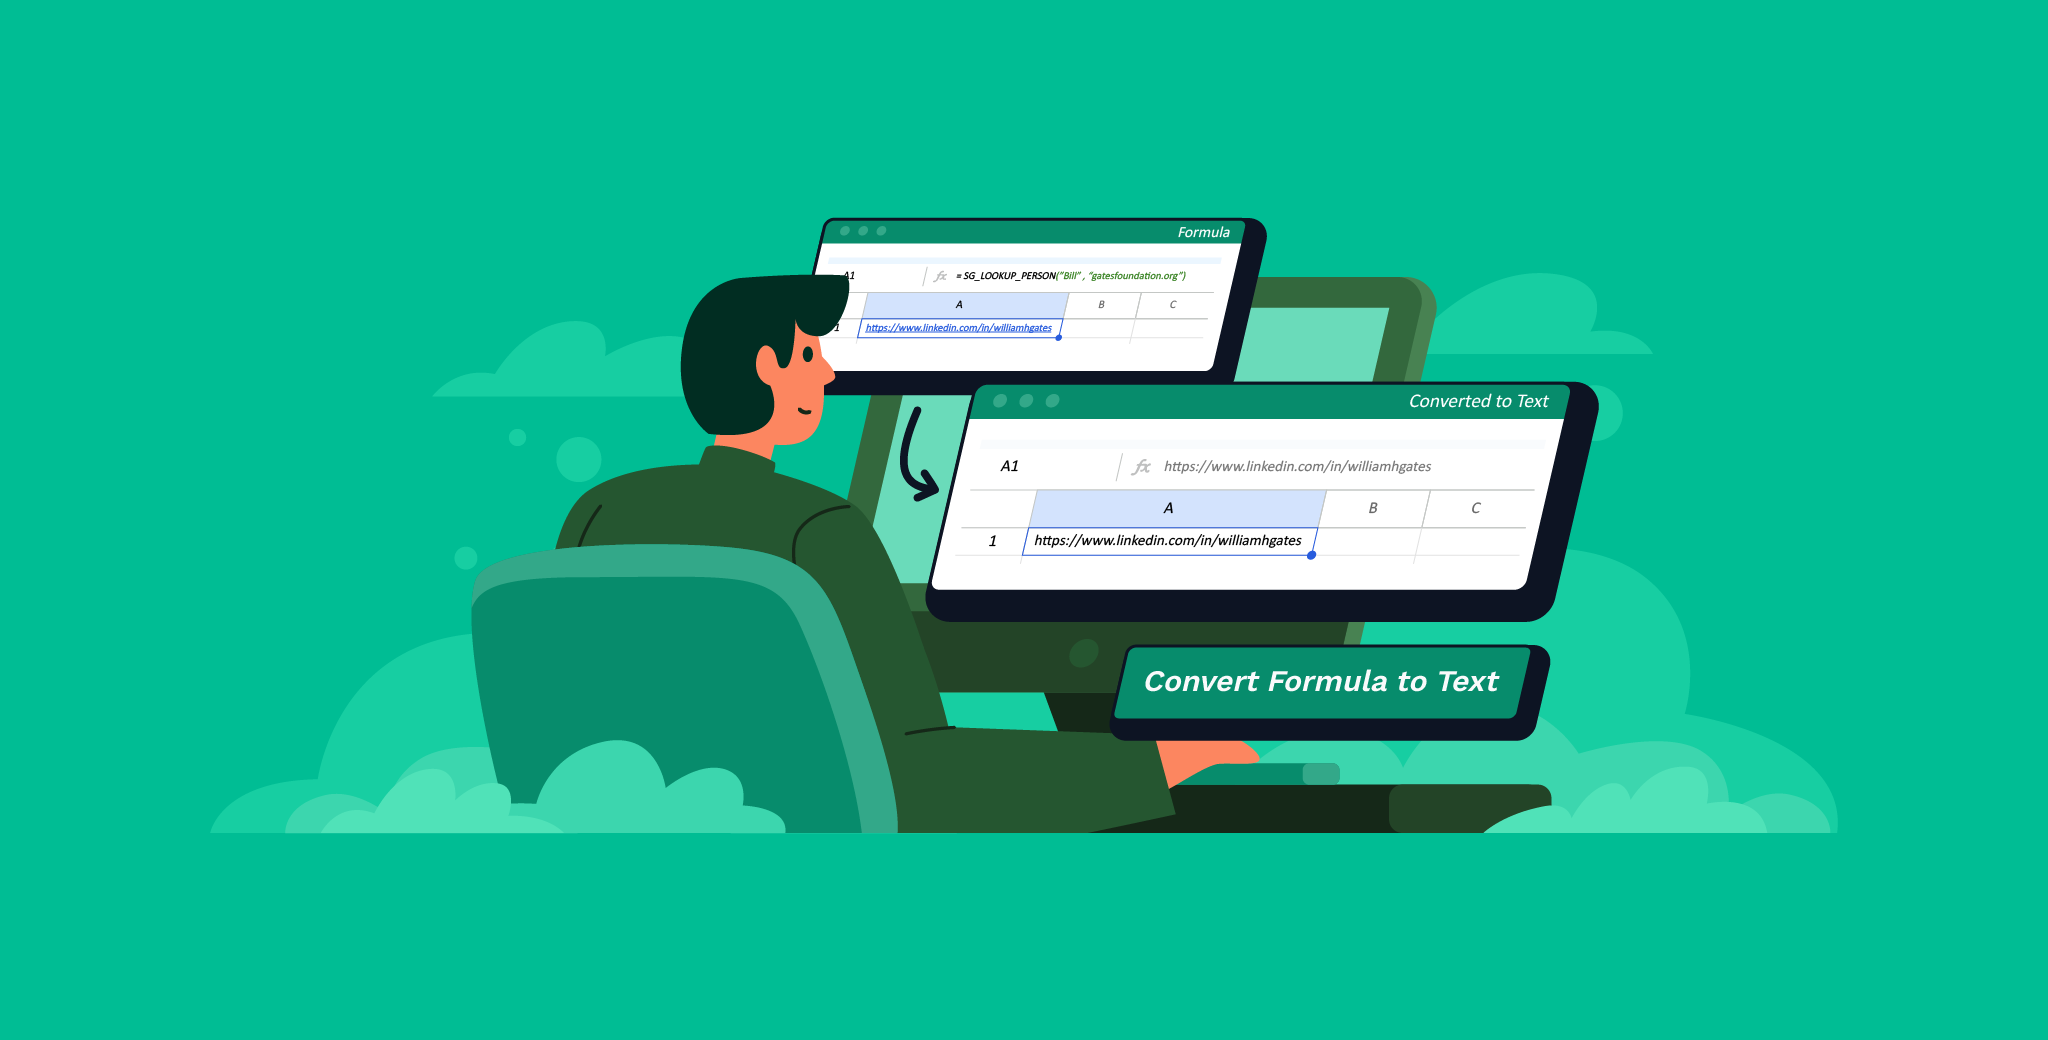 Formula
A1 fx = SG_LOOKUP_PERSON("Bill" , "gatesfoundation.org")
A B C
1 https://www.linkedin.com/in/williamhgates
Converted to Text
A1 fx https://www.linkedin.com/in/williamhgates
A B C
1 https://www.linkedin.com/in/williamhgates
Convert Formula to Text